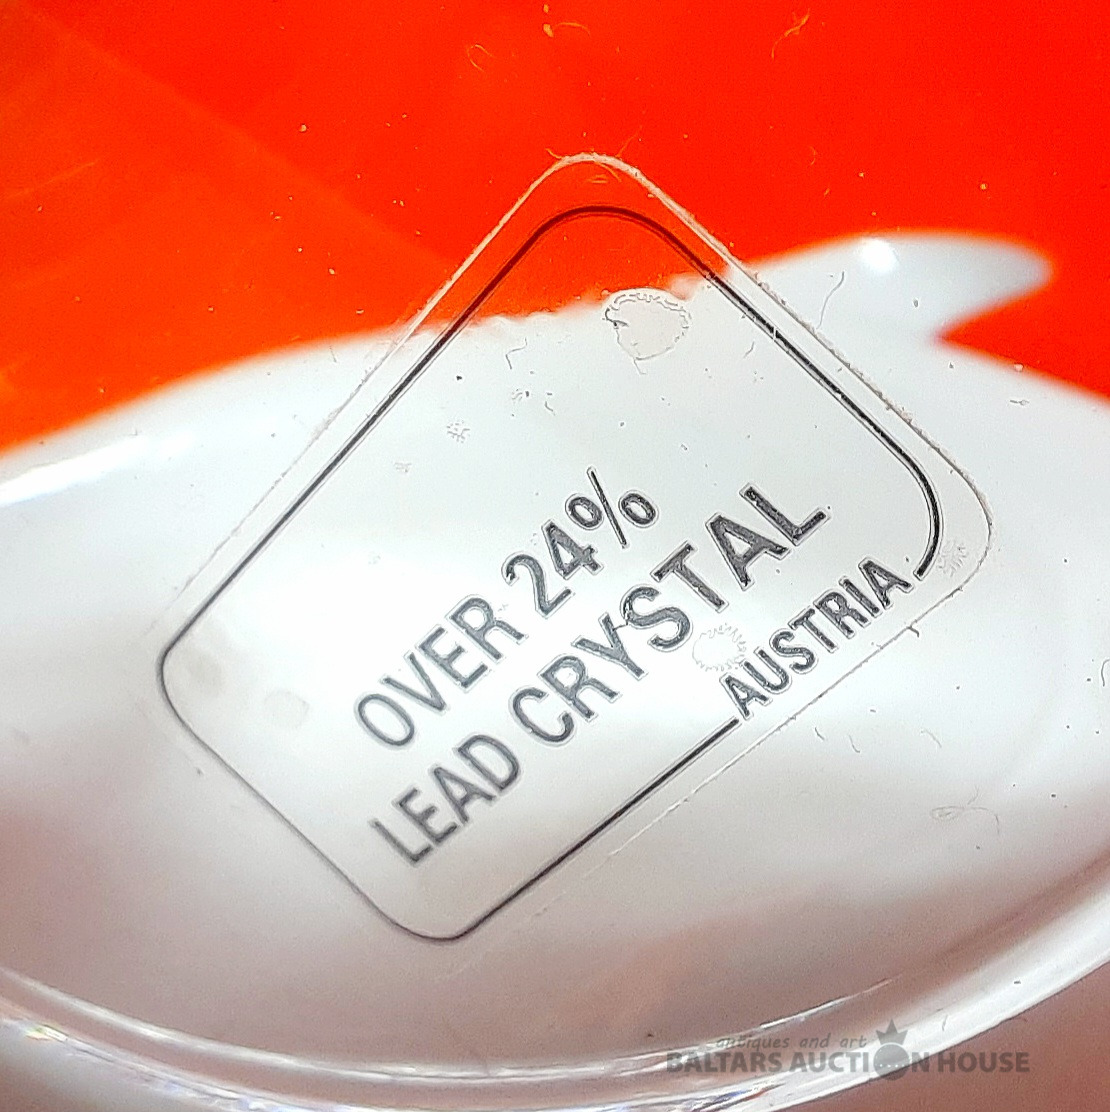 OVER 24%
LEAD CRYSTAL
AUSTRIA
antiques and art
BALTARS AUCTION HOUSE